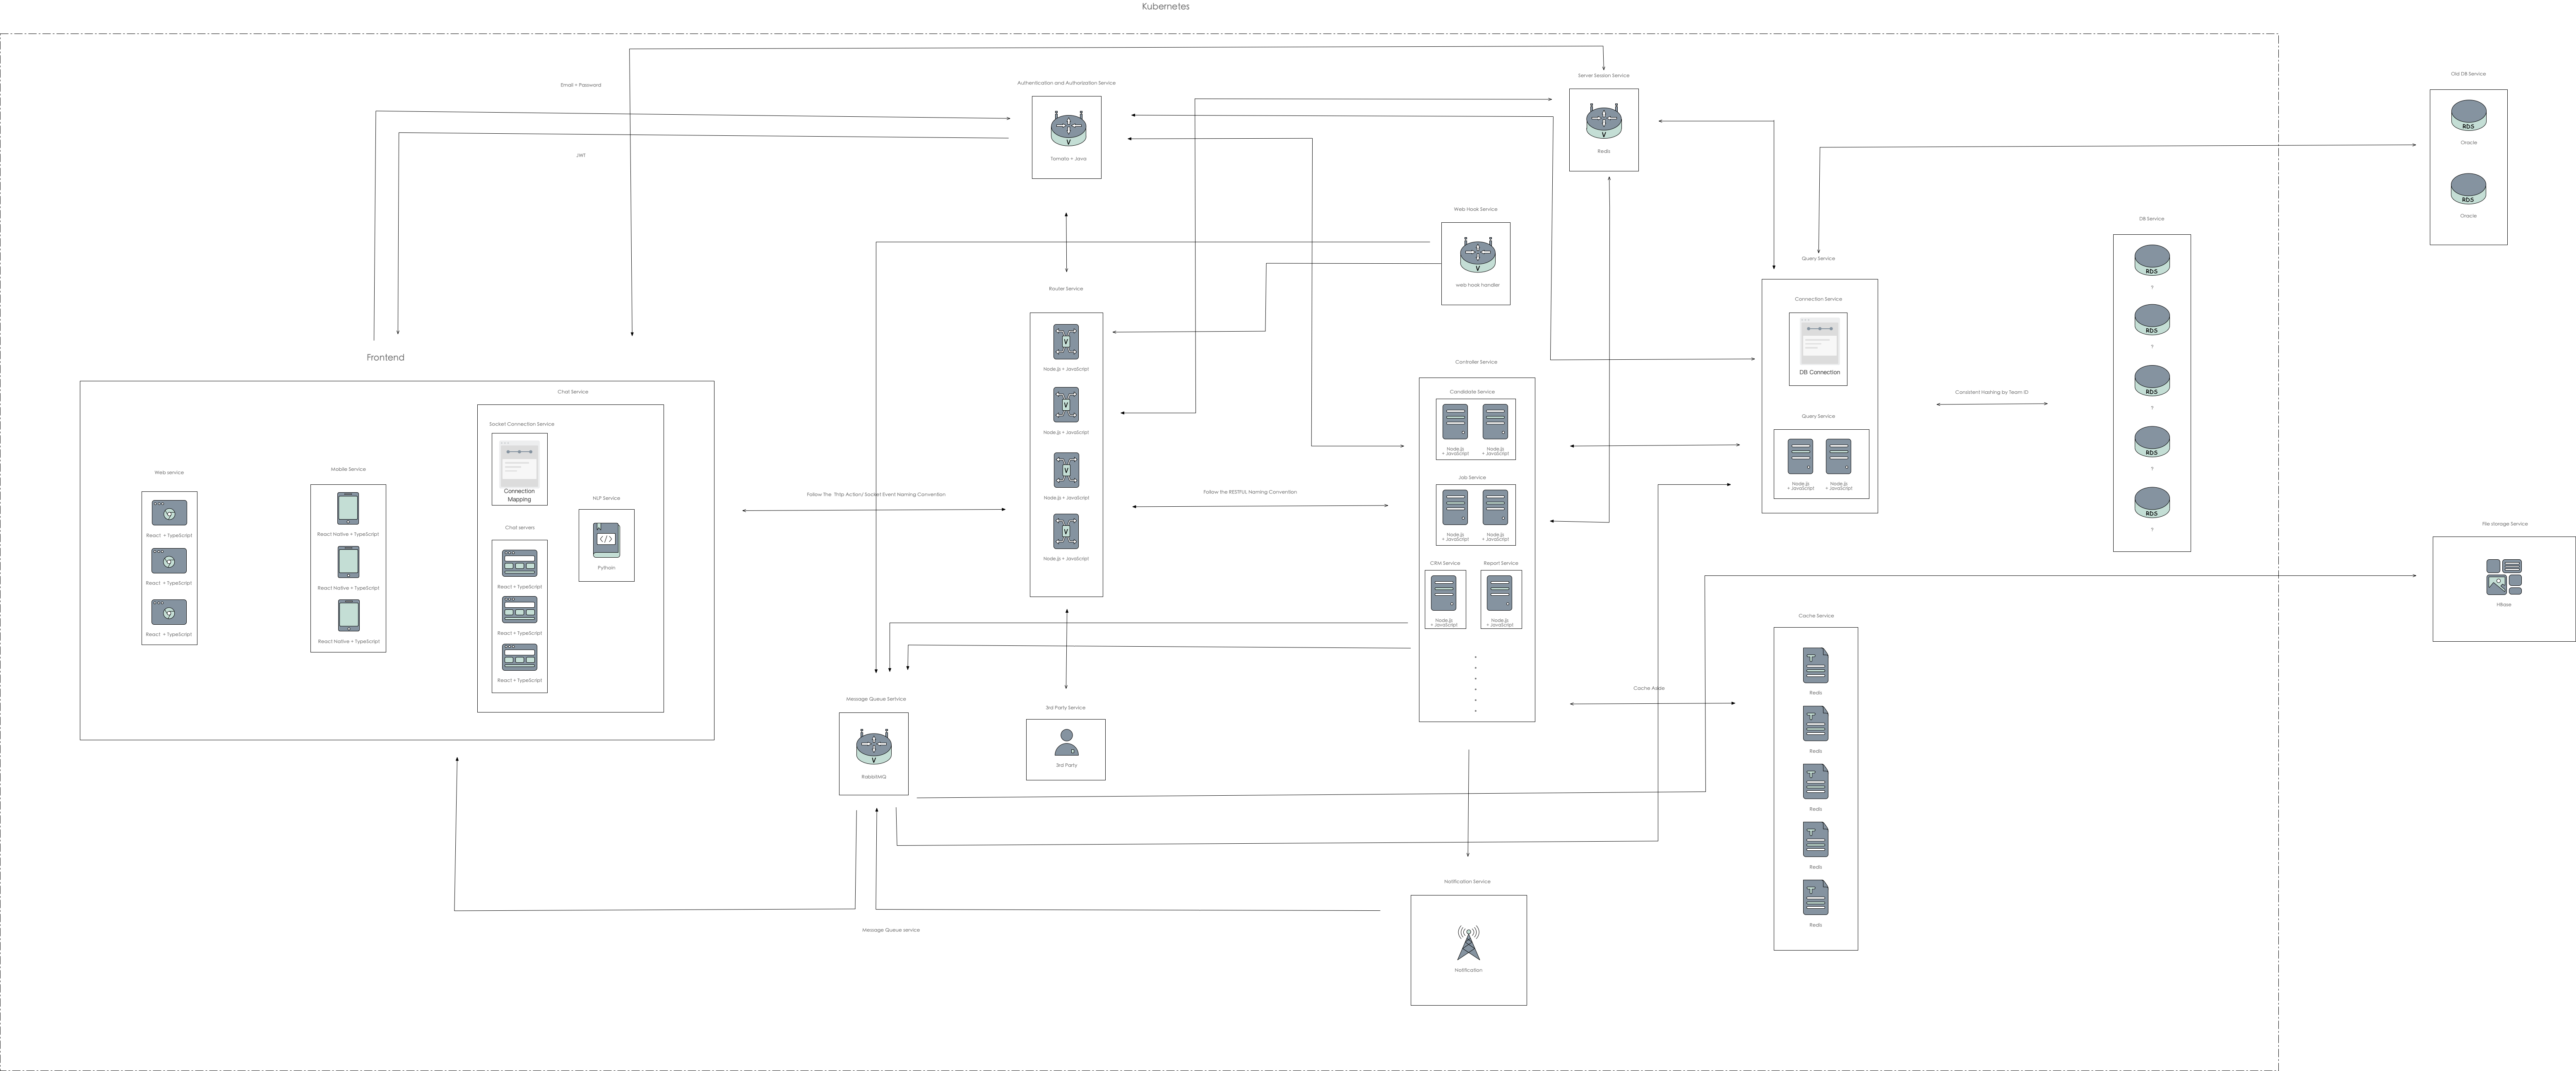 Kubernetes
Email + Password
JWT
Authentication and Authorisation Service
Tomato + Java
Server Session Service
Redis
Old DB Service
RDS
Oracle
RDS
Oracle
Web Hook Service
web hook handler
Router Service
Node.js + JavaScript
Node.js + JavaScript
Node.js + JavaScript
Node.js + JavaScript
Frontend
Web service
React + TypeScript
React + TypeScript
React + TypeScript
Mobile Service
React Native + TypeScript
React Native + TypeScript
React Native + TypeScript
Chat Service
Socket Connection Service
Connection
Mapping
Chat servers
React + TypeScript
React + TypeScript
React + TypeScript
NLP Service
Python
Follow The Http Action/ Socket Event Naming Convention
Follow the RESTFUL Naming Convention
Controller Service
Candidate Service
Node.js
+ JavaScript
Node.js
+ JavaScript
Job Service
Node.js
+ JavaScript
Node.js
+ JavaScript
CRM Service
Node.js
+ JavaScript
Report Service
Node.js
+ JavaScript
Query Service
Connection Service
DB Connection
Query Service
Node.js
+ JavaScript
Node.js
+ JavaScript
Consistent Hashing by Team ID
DB Service
RDS
?
RDS
?
RDS
?
RDS
?
RDS
?
File storage Service
HBase
Cache Aside
Cache Service
Redis
Redis
Redis
Redis
Redis
Message Queue Sertvice
RabbitMQ
3rd Party Service
3rd Party
Message Queue service
Notification Service
Notification